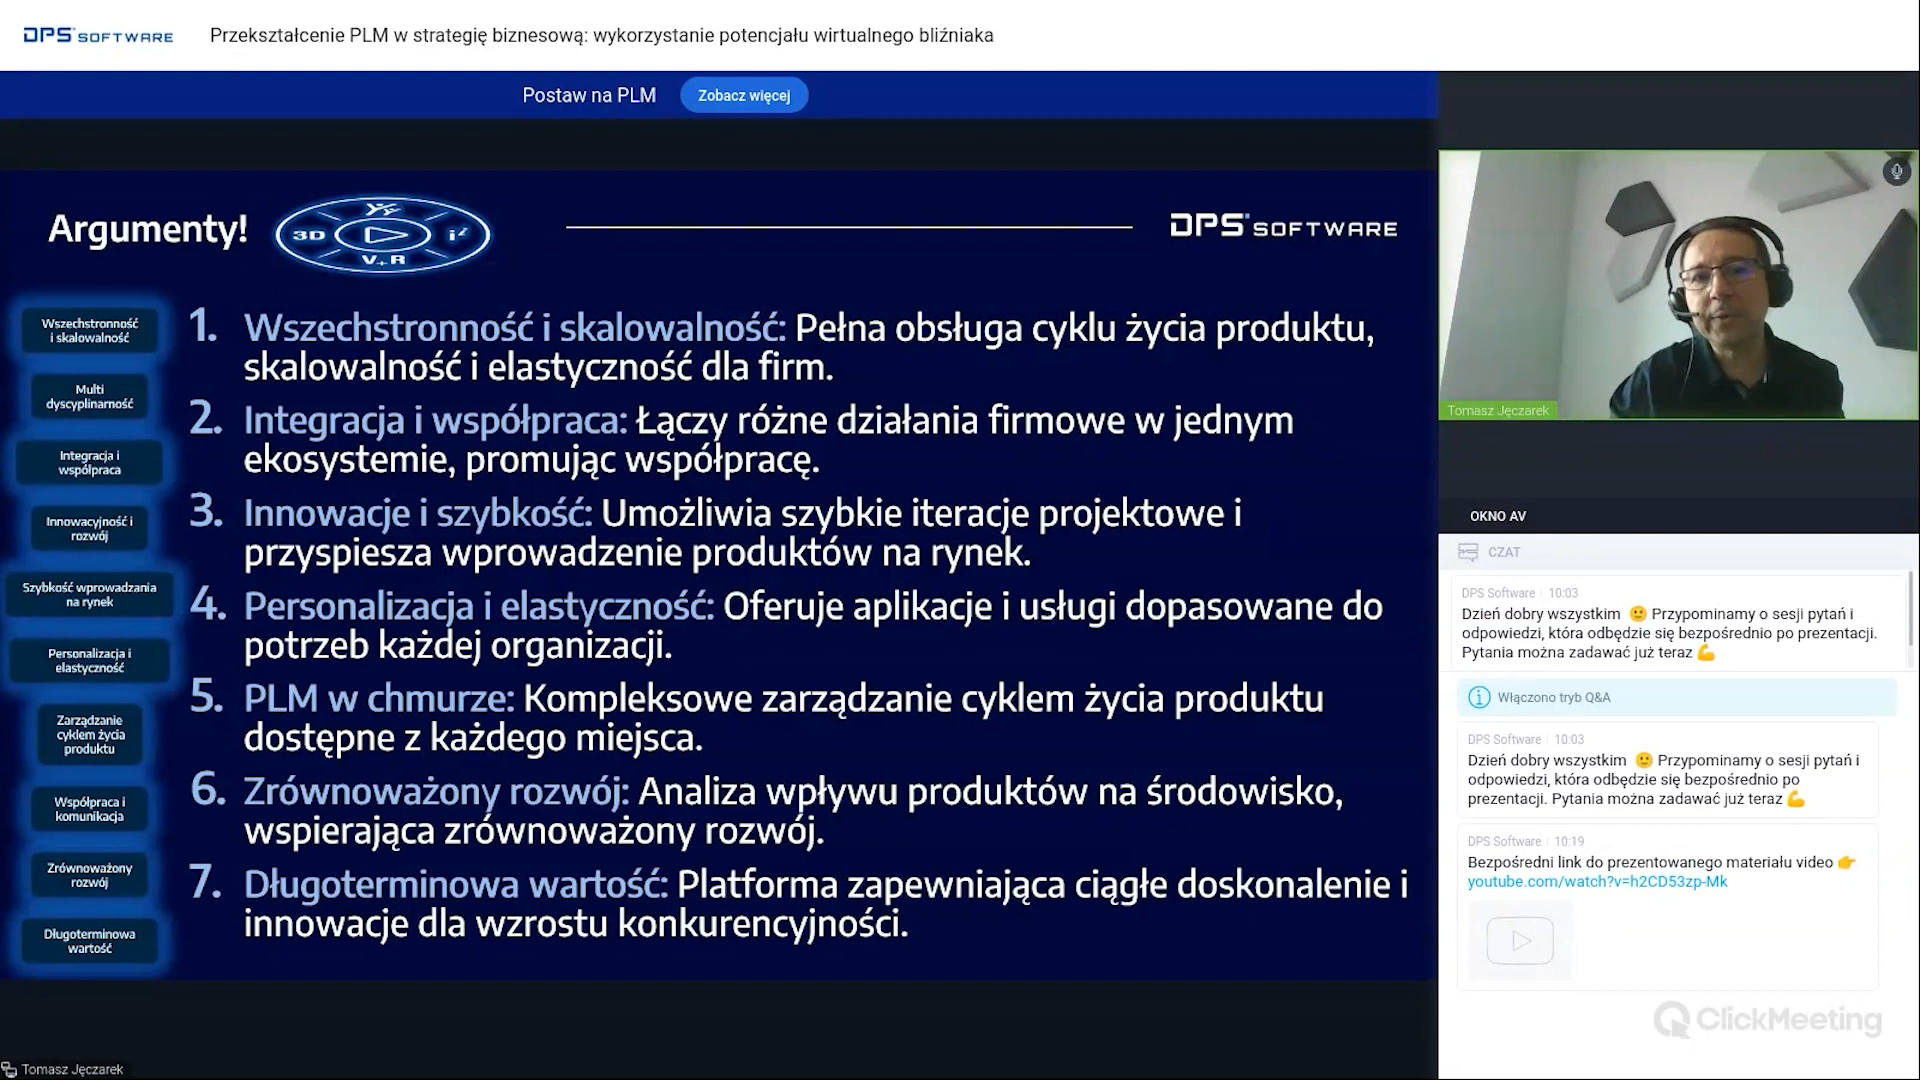 DPS SOFTWARE
Przekształcenie PLM w strategię biznesową: wykorzystanie potencjału wirtualnego bliźniaka
Postaw na PLM
Zobacz więcej
Argumenty!
3D
V+R
i²
DPS SOFTWARE
Wszechstronność
i skalowalność
Multi
dyscyplinarność
Integracja i
współpraca
Innowacyjność i
rozwój
Szybkość wprowadzania
na rynek
Personalizacja i
elastyczność
Zarządzanie
cyklem życia
produktu
Współpraca i
komunikacja
Zrównoważony
rozwój
Długoterminowa
wartość
1. Wszechstronność i skalowalność: Pełna obsługa cyklu życia produktu,
skalowalność i elastyczność dla firm.
2. Integracja i współpraca: Łączy różne działania firmowe w jednym
ekosystemie, promując współpracę.
3. Innowacje i szybkość: Umożliwia szybkie iteracje projektowe i
przyspiesza wprowadzenie produktów na rynek.
4. Personalizacja i elastyczność: Oferuje aplikacje i usługi dopasowane do
potrzeb każdej organizacji.
5. PLM w chmurze: Kompleksowe zarządzanie cyklem życia produktu
dostępne z każdego miejsca.
6. Zrównoważony rozwój: Analiza wpływu produktów na środowisko,
wspierająca zrównoważony rozwój.
7. Długoterminowa wartość: Platforma zapewniająca ciągłe doskonalenie i
innowacje dla wzrostu konkurencyjności.
Tomasz Jęczarek
Tomasz Jęczarek
OKNO AV
CZAT
DPS Software 10:03
Dzień dobry wszystkim 🙂 Przypominamy o sesji pytań i
odpowiedzi, która odbędzie się bezpośrednio po prezentacji.
Pytania można zadawać już teraz 💪
Włączono tryb Q&A
DPS Software 10:03
Dzień dobry wszystkim 🙂 Przypominamy o sesji pytań i
odpowiedzi, która odbędzie się bezpośrednio po
prezentacji. Pytania można zadawać już teraz 💪
DPS Software 10:19
Bezpośredni link do prezentowanego materiału video 👉
youtube.com/watch?v=h2CD53zp-Mk
ClickMeeting